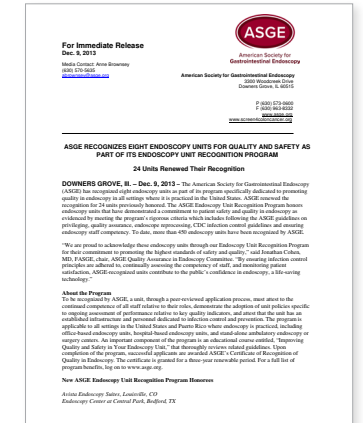 ASGE
American Society for
Gastrointestinal Endoscopy
For Immediate Release
Dec. 9, 2013
Media Contact: Anne Brownsey
(630) 570-5635
abrownsey@asge.org
American Society for Gastrointestinal Endoscopy
3300 Woodcreek Drive
Downers Grove, IL 60515
P (630) 573-0600
F (630) 963-8332
www.asge.org
www.screen4coloncancer.org
ASGE RECOGNIZES EIGHT ENDOSCOPY UNITS FOR QUALITY AND SAFETY AS
PART OF ITS ENDOSCOPY UNIT RECOGNITION PROGRAM
24 Units Renewed Their Recognition
DOWNERS GROVE, Ill. – Dec. 9, 2013 – The American Society for Gastrointestinal Endoscopy
(ASGE) has recognized eight endoscopy units as part of its program specifically dedicated to promoting
quality in endoscopy in all settings where it is practiced in the United States. ASGE renewed the
recognition for 24 units previously honored. The ASGE Endoscopy Unit Recognition Program honors
endoscopy units that have demonstrated a commitment to patient safety and quality in endoscopy as
evidenced by meeting the program's rigorous criteria which includes following the ASGE guidelines on
privileging, quality assurance, endoscope reprocessing, CDC infection control guidelines and ensuring
endoscopy staff competency. To date, more than 450 endoscopy units have been recognized by ASGE.
"We are proud to acknowledge these endoscopy units through our Endoscopy Unit Recognition Program
for their commitment to promoting the highest standards of safety and quality," said Jonathan Cohen,
MD, FASGE, chair, ASGE Quality Assurance in Endoscopy Committee. "By ensuring infection control
principles are adhered to, continually assessing the competency of staff, and monitoring patient
satisfaction, ASGE-recognized units contribute to the public's confidence in endoscopy, a life-saving
technology."
About the Program
To be recognized by ASGE, a unit, through a peer-reviewed application process, must attest to the
continued competence of all staff relative to their roles, demonstrate the adoption of unit policies specific
to ongoing assessment of performance relative to key quality indicators, and attest that the unit has an
established infrastructure and personnel dedicated to infection control and prevention. The program is
applicable to all settings in the United States and Puerto Rico where endoscopy is practiced, including
office-based endoscopy units, hospital-based endoscopy units, and stand-alone ambulatory endoscopy or
surgery centers. An important component of the program is an educational course entitled, "Improving
Quality and Safety in Your Endoscopy Unit," that thoroughly reviews related guidelines. Upon
completion of the program, successful applicants are awarded ASGE's Certificate of Recognition of
Quality in Endoscopy. The certificate is granted for a three-year renewable period. For a full list of
program benefits, log on to www.asge.org.
New ASGE Endoscopy Unit Recognition Program Honorees
Avista Endoscopy Suites, Louisville, CO
Endoscopy Center at Central Park, Bedford, TX